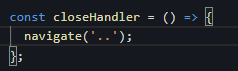 const closeHandler = () => {
  navigate('..');
};